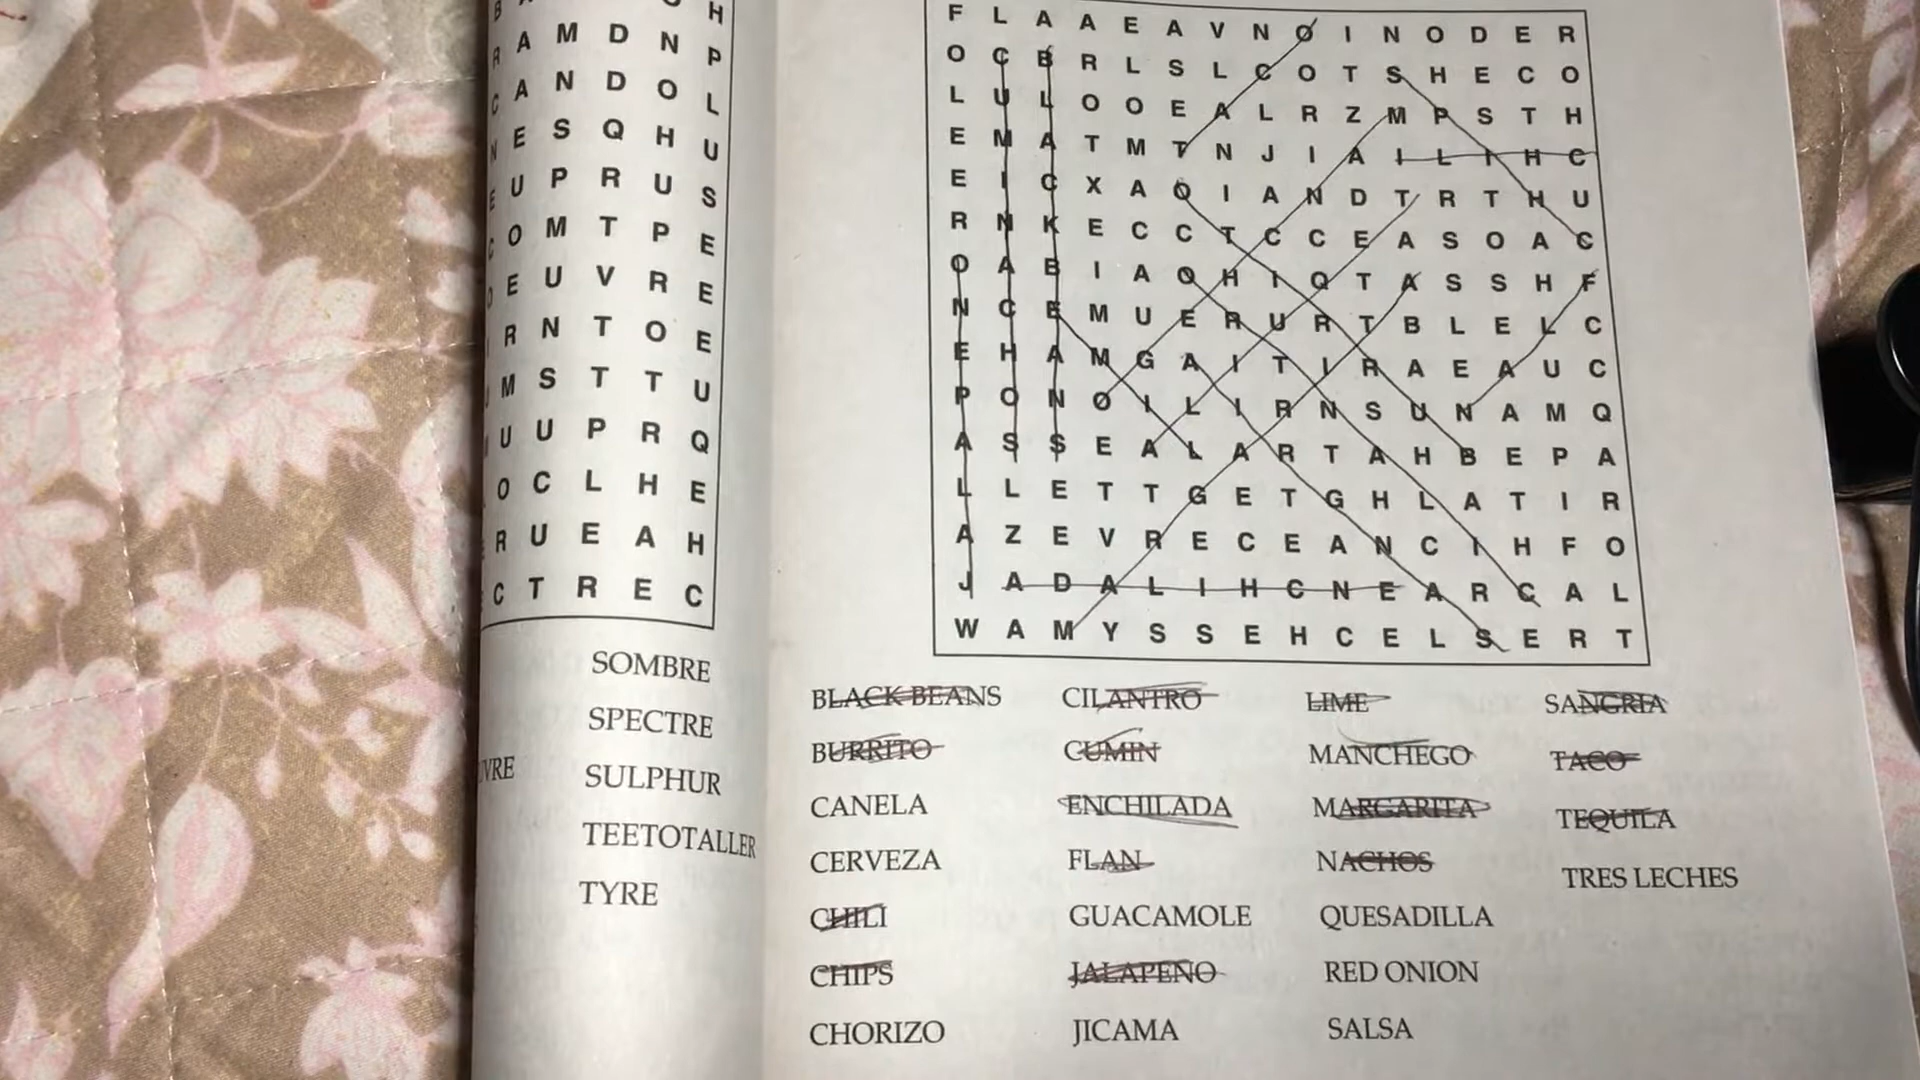 F L A A E A V N O I N O D E R
O C B R L S L C O T S H E C O
L U L O O E A L R Z M P S T H
E M A T M T N J I A I L I H C
E I C X A O I A N D T R T H U
R N K E C C T C C E A S O A C
O A B I A O H I Q T A S S H F
N C E M U E R U R T B L E L C
E H A M G A I T I R A E A U C
P O N O I L I R N S U N A M Q
A S S E A L A R T A H B E P A
L L E T T G E T G H L A T I R
A Z E V R E C E A N C I H F O
J A D A L I H C N E A R C A L
W A M Y S S E H C E L S E R T
BLACK BEANS CILANTRO LIME SANGRIA
BURRITO CUMIN MANCHEGO TACO
CANELA ENCHILADA MARGARITA TEQUILA
CERVEZA FLAN NACHOS TRES LECHES
CHILI GUACAMOLE QUESADILLA
CHIPS JALAPENO RED ONION
CHORIZO JICAMA SALSA
H
A M D N P
A N D O L
E S Q H U
U P R U S
O M T P E
E U V R E
R N T O E
M S T T U
U U P R Q
O C L H E
R U E A H
C T R E C
SOMBRE
SPECTRE
SULPHUR
TEETOTALLER
TYRE